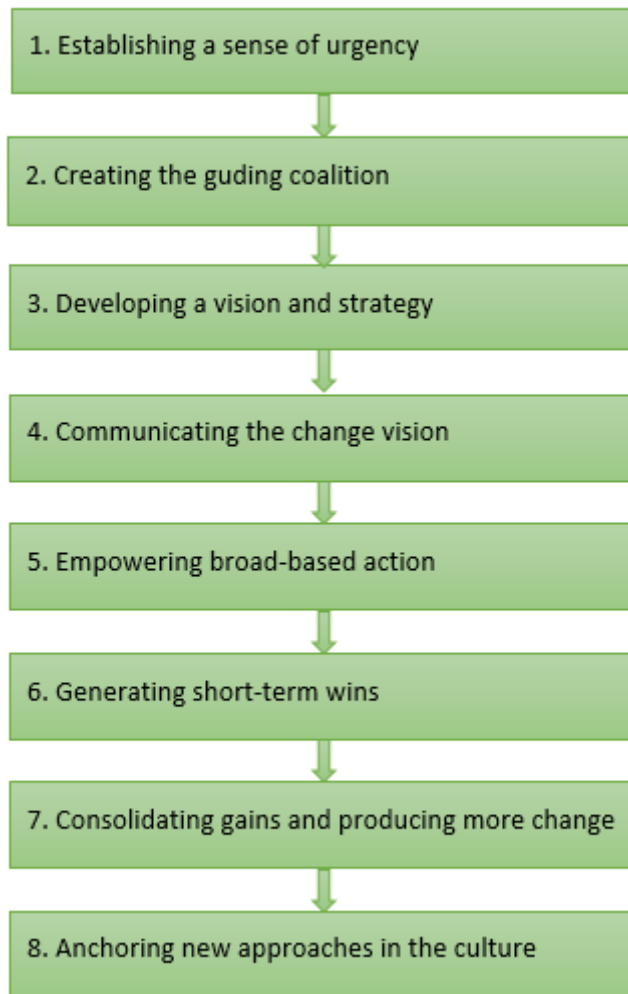 1. Establishing a sense of urgency
2. Creating the guding coalition
3. Developing a vision and strategy
4. Communicating the change vision
5. Empowering broad-based action
6. Generating short-term wins
7. Consolidating gains and producing more change
8. Anchoring new approaches in the culture